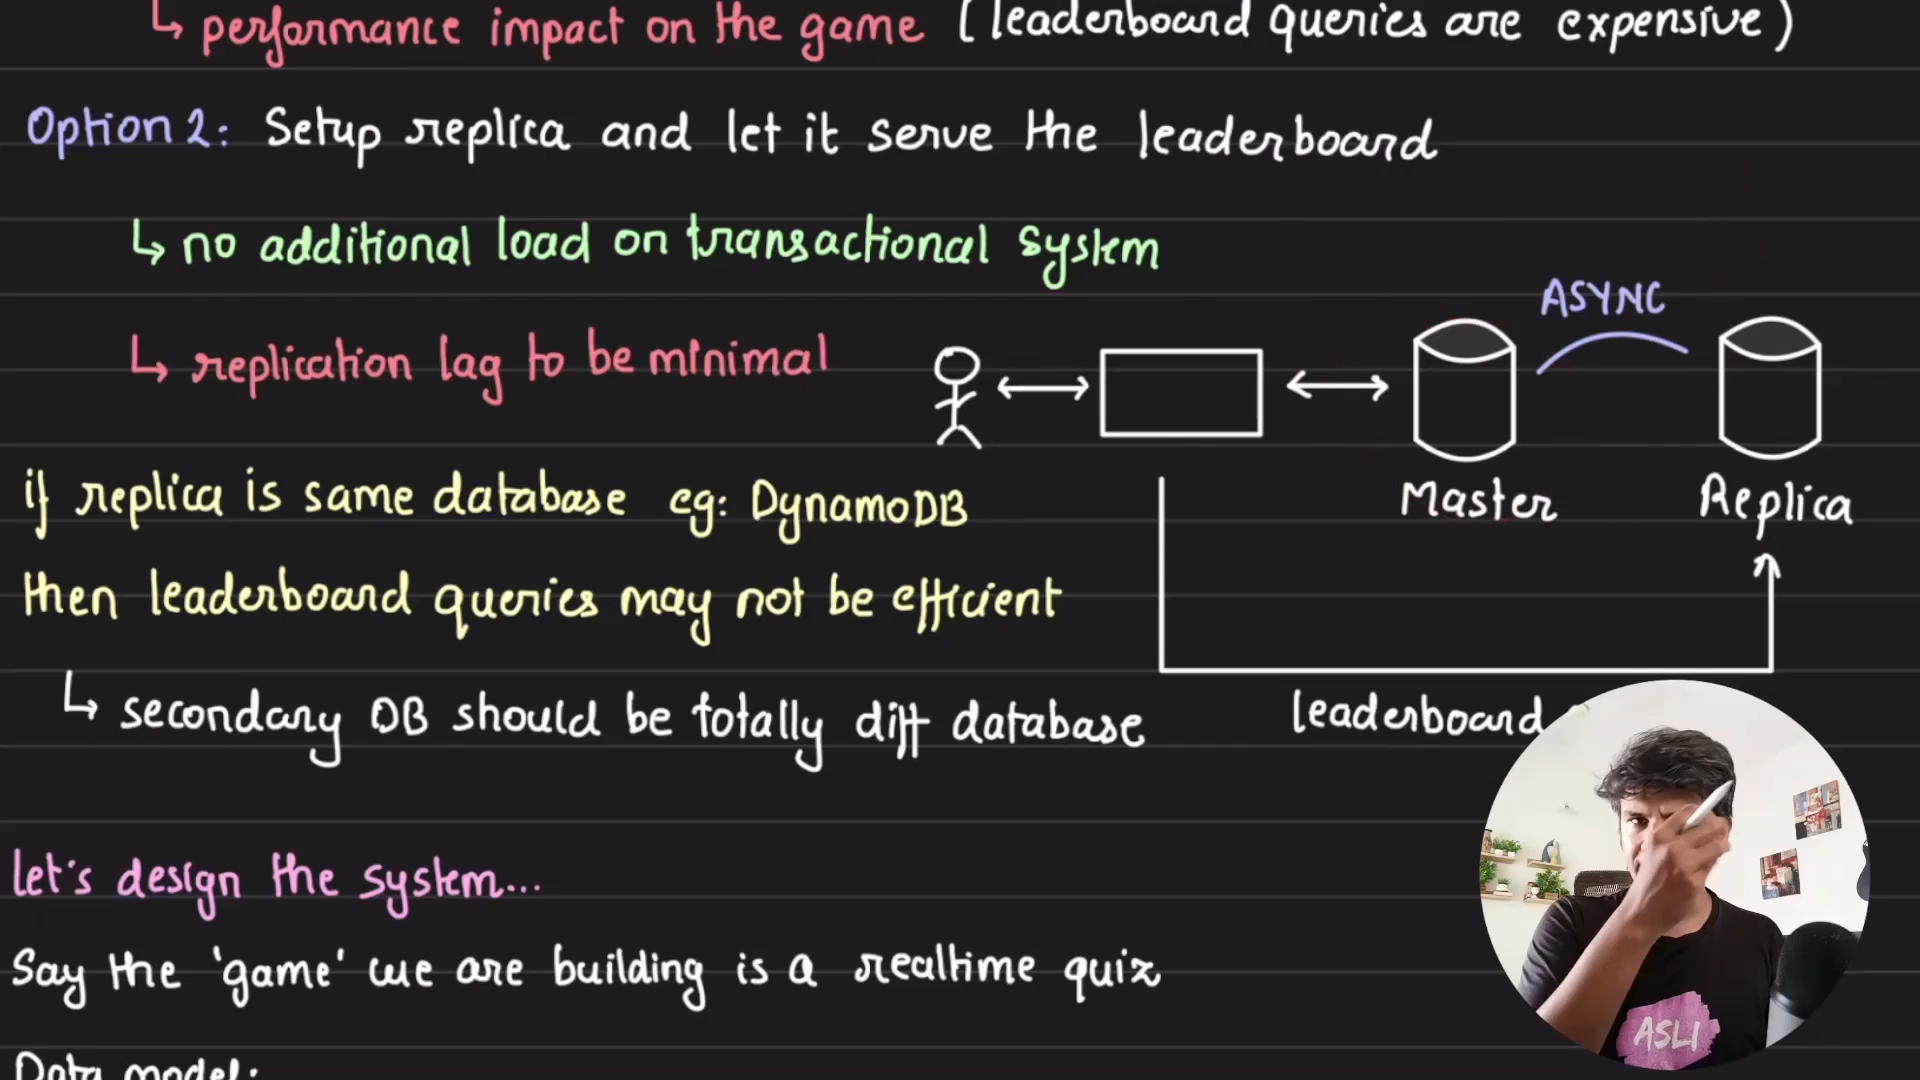 ↳ performance impact on the game (leaderboard queries are expensive)
Option 2: Setup replica and let it serve the leaderboard
↳ no additional load on transactional system
↳ replication lag to be minimal
ASYNC
Master
Replica
leaderboard
if replica is same database eg: DynamoDB
then leaderboard queries may not be efficient
↳ secondary DB should be totally diff database
let's design the system...
Say the 'game' we are building is a realtime quiz
Data model:
ASLI